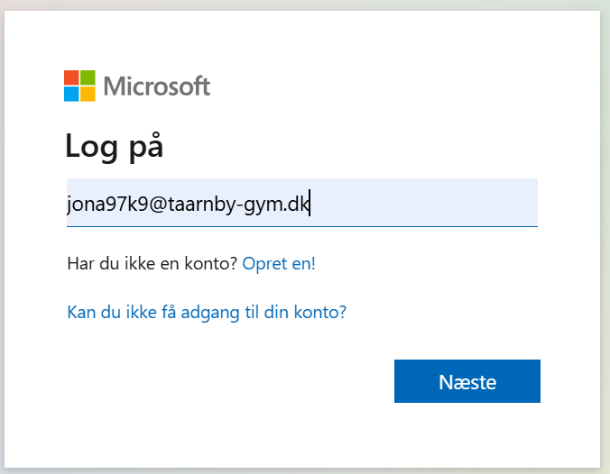 Microsoft
Log på
jona97k9@taarnby-gym.dk
Har du ikke en konto? Opret en!
Kan du ikke få adgang til din konto?
Næste